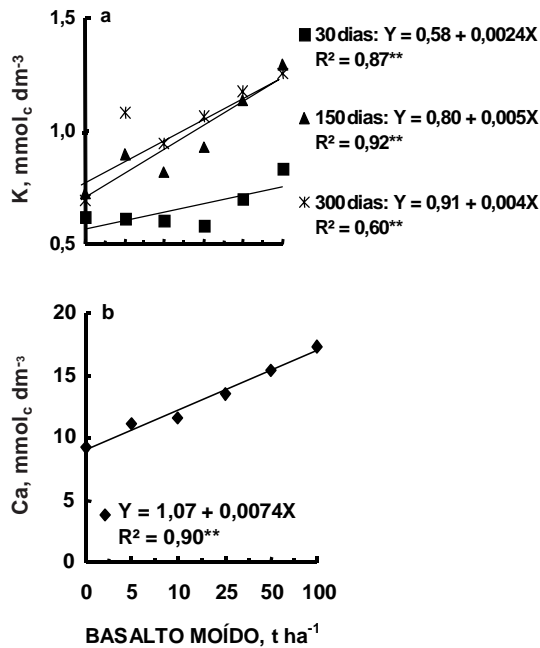 a
K, mmolc dm-3
1,5
1,0
0,5
30 dias: Y = 0,58 + 0,0024X
R² = 0,87**
150 dias: Y = 0,80 + 0,005X
R² = 0,92**
300 dias: Y = 0,91 + 0,004X
R² = 0,60**
b
Ca, mmolc dm-3
20
15
10
5
0
Y = 1,07 + 0,0074X
R² = 0,90**
0 5 10 25 50 100
BASALTO MOÍDO, t ha-1